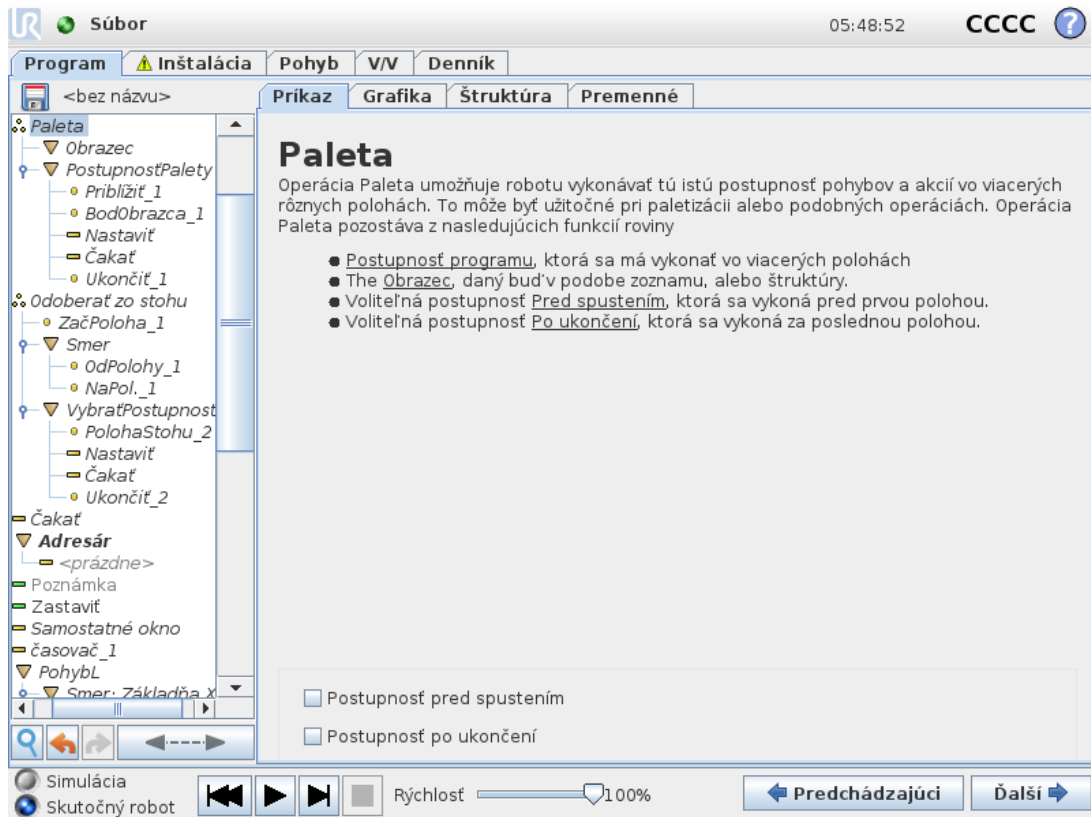 UR Súbor 05:48:52 CCCC ?
Program Inštalácia Pohyb V/V Denník
<bez názvu> Príkaz Grafika Štruktúra Premenné
Paleta
Obrazec
PostupnosťPalety
Priblížiť_1
BodObrazca_1
Nastaviť
Čakať
Ukončiť_1
Odoberať zo stohu
ZačPoloha_1
Smer
OdPolohy_1
NaPol._1
VybraťPostupnost
PolohaStohu_2
Nastaviť
Čakať
Ukončiť_2
Čakať
Adresár
<prázdne>
Poznámka
Zastaviť
Samostatné okno
časovač_1
PohybL
Smer: Základňa X
Paleta
Operácia Paleta umožňuje robotu vykonávať tú istú postupnosť pohybov a akcií vo viacerých
rôznych polohách. To môže byť užitočné pri paletizácii alebo podobných operáciách. Operácia
Paleta pozostáva z nasledujúcich funkcií roviny
Postupnosť programu, ktorá sa má vykonať vo viacerých polohách
The Obrazec, daný buď v podobe zoznamu, alebo štruktúry.
Voliteľná postupnosť Pred spustením, ktorá sa vykoná pred prvou polohou.
Voliteľná postupnosť Po ukončení, ktorá sa vykoná za poslednou polohou.
Postupnosť pred spustením
Postupnosť po ukončení
Simulácia
Skutočný robot
Rýchlosť 100%
Predchádzajúci Ďalší